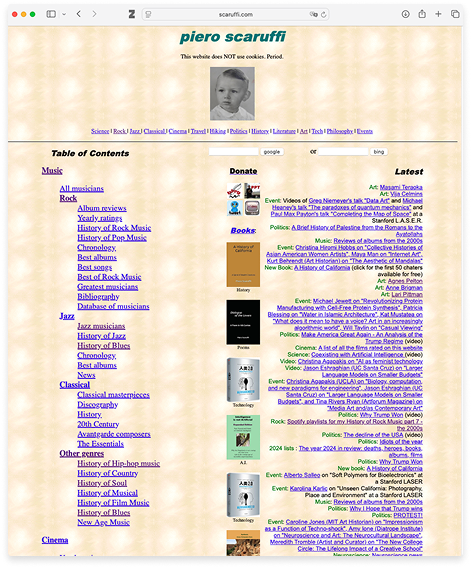 scaruffi.com
piero scaruffi
This website does NOT use cookies. Period.
Science | Rock | Jazz | Classical | Cinema | Travel | Hiking | Politics | History | Literature | Art | Tech | Philosophy | Events
Table of Contents
google
or
bing
Music
All musicians
Rock
Album reviews
Yearly ratings
History of Rock Music
History of Pop Music
Chronology
Best albums
Best songs
Best of Rock Music
Greatest musicians
Bibliography
Database of musicians
Jazz
Jazz musicians
History of Jazz
History of Blues
Chronology
Best albums
News
Classical
Classical masterpieces
Discography
History
20th Century
Avantgarde composers
The Essentials
Other genres
History of Hip-hop music
History of Country
History of Soul
History of Musical
History of Film Music
History of Blues
New Age Music
Cinema
Donate
Books:
History
Poems
Technology
A.I.
Technology
Latest
Art: Masami Teraoka
Art: Vija Celmins
Event: Videos of Greg Niemeyer's talk "Data Art" and Michael
Heaney's talk "The paradoxes of quantum mechanics" and
Paul Max Payton's talk "Completing the Map of Space" at a
Stanford L.A.S.E.R.
Politics: A Brief History of Palestine from the Romans to the
Ayatollahs
Music: Reviews of albums from the 2000s
Event: Christina Hiromi Hobbs on "Collective Histories of
Asian American Women Artists", Maya Man on "Internet Art",
Kurt Behrendt (Art Historian) on "The Aesthetic of Mandalas"
New Book: A History of California (click for the first 50 chaters
available for free)
Art: Agnes Pelton
Art: Anne Brigman
Art: Lari Pittman
Event: Michael Jewett on "Revolutionizing Protein
Manufacturing with Cell-Free Protein Synthesis", Patricia
Blessing on "Water in Islamic Architecture", Kat Mustatea on
"What does it mean to have a voice? Art in an increasingly
algorithmic world", Will Tavlin on "Casual Viewing"
Politics: Make America Great Again - An Analysis of the
Trump Regime (video)
Cinema: A list of all the films rated on this website
Science: Coexisting with Artificial Intelligence (video)
Video: Christina Agapakis on "AI as feminist technology
Video: Jason Eshraghian (UC Santa Cruz) on "Larger
Language Models on Smaller Budgets"
Event: Christina Agapakis (UCLA) on "Biology, computation,
and new paradigms for engineering", Jason Eshraghian (UC
Santa Cruz) on "Larger Language Models on Smaller
Budgets", and Tina Rivers Ryan (Artforum Magazine) on
"Media Art and/as Contemporary Art"
Politics: Why Trump Won (video)
Rock: Spotify playlists for my History of Rock Music part 7 -
the 2000s
Politics: The decline of the USA (video)
Politics: Idiots of the year
2024 lists : The year 2024 in review: deaths, heroes, books,
albums, films
Politics: Why Trump Won
New book: A History of California
Event: Alberto Salleo on "Soft Polymers for Bioelectronics" at
a Stanford LASER
Event: Karolina Karlic on "Unseen California: Photography,
Place and Environment" at a Stanford LASER
Music: Reviews of albums from the 2000s
Politics: Why I Hope that Trump wins
Politics: PROTEST!
Event: Caroline Jones (MIT Art Historian) on "Impressionism
as a Function of Techno-shock", Amy Ione (Diatrope Institute)
on "Neuroscience and Art: The Neurocultural Landscape",
Meredith Tromble (Artist and Curator) on "The New College
Circle: The Lifelong Impact of a Creative School"